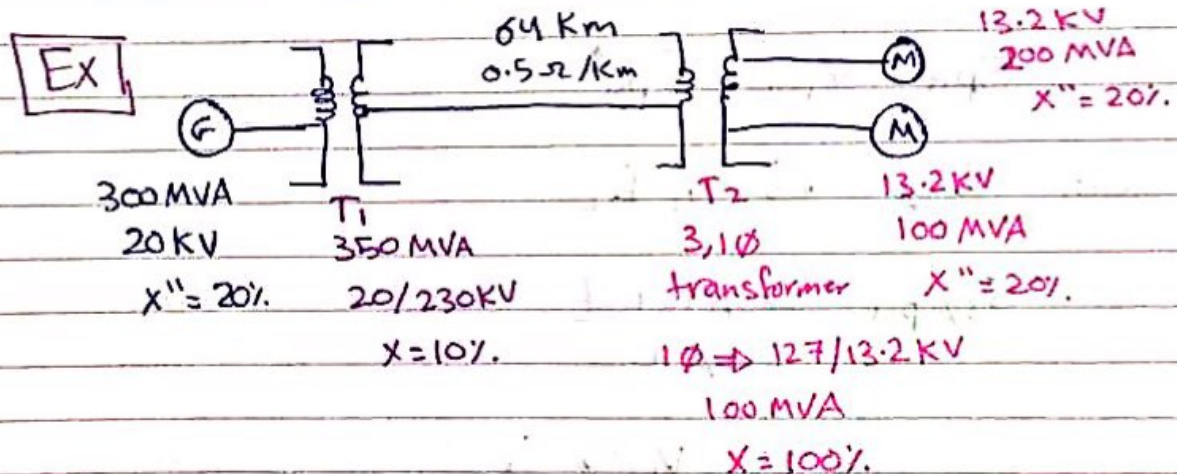 Ex
64 Km
0.5 Ω/Km
G
300 MVA
20 KV
X'' = 20%.
T1
350 MVA
20/230 KV
X = 10%.
T2
3, 1Ø
transformer
1Ø ⇒ 127/13.2 KV
100 MVA
X = 100%.
M
13.2 KV
200 MVA
X'' = 20%.
M
13.2 KV
100 MVA
X'' = 20%.